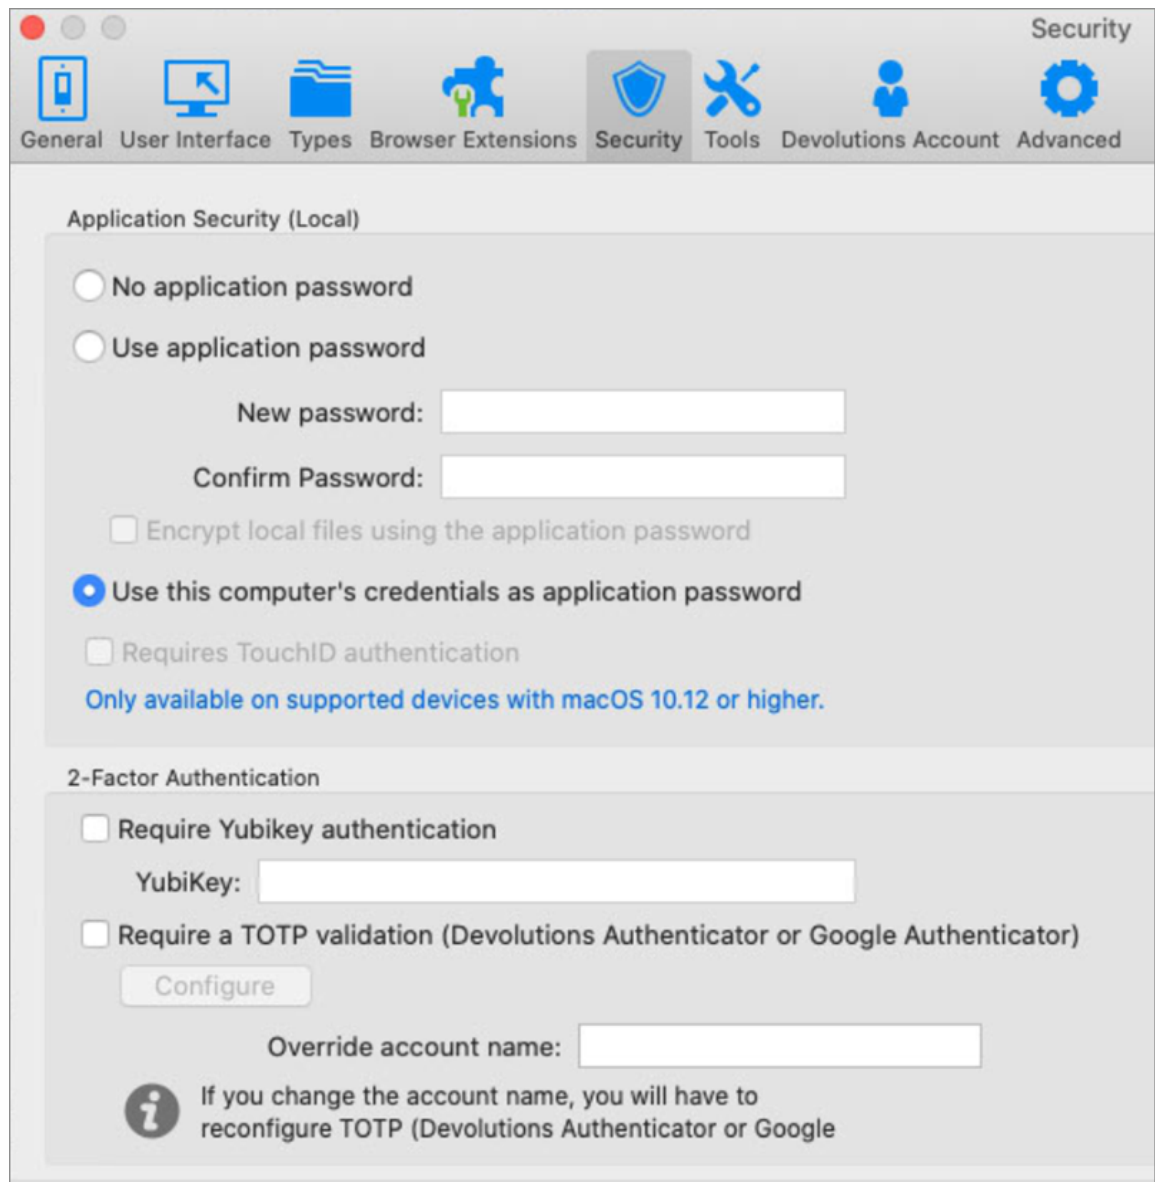 Security
General User Interface Types Browser Extensions Security Tools Devolutions Account Advanced
Application Security (Local)
No application password
Use application password
New password:
Confirm Password:
Encrypt local files using the application password
Use this computer's credentials as application password
Requires TouchID authentication
Only available on supported devices with macOS 10.12 or higher.
2-Factor Authentication
Require Yubikey authentication
YubiKey:
Require a TOTP validation (Devolutions Authenticator or Google Authenticator)
Configure
Override account name:
If you change the account name, you will have to
reconfigure TOTP (Devolutions Authenticator or Google